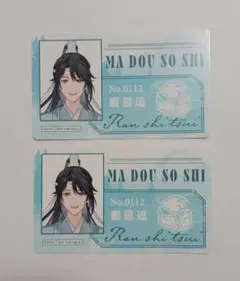 MA DOU SO SHI
No.0112
藍思追
Ran shi tsui
MA DOU SO SHI
No.0112
藍思追
Ran shi tsui